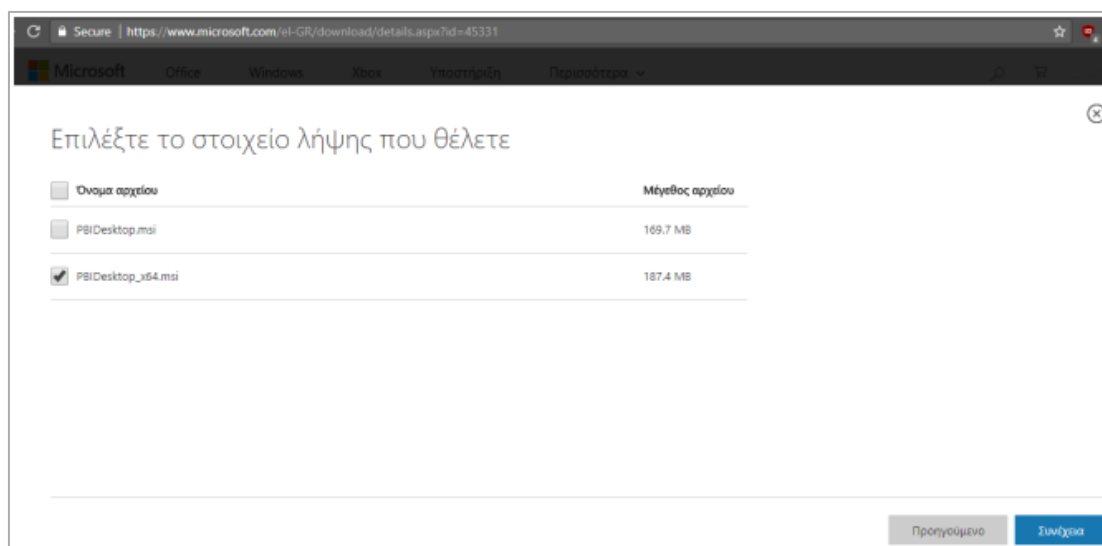 Secure | https://www.microsoft.com/el-GR/download/details.aspx?id=45331
Microsoft Office Windows Xbox Υποστήριξη Περισσότερα
Επιλέξτε το στοιχείο λήψης που θέλετε
Όνομα αρχείου Μέγεθος αρχείου
PBIDesktop.msi 169.7 MB
PBIDesktop_x64.msi 187.4 MB
Προηγούμενο Συνέχεια